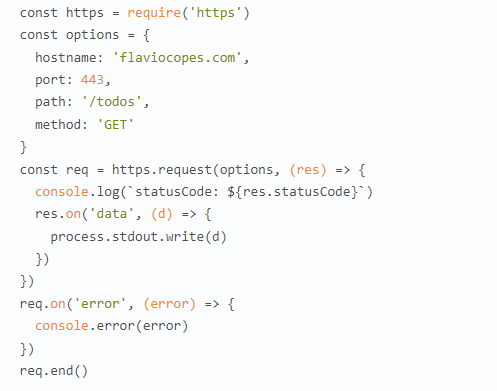 const https = require('https')
const options = {
  hostname: 'flaviocopes.com',
  port: 443,
  path: '/todos',
  method: 'GET'
}
const req = https.request(options, (res) => {
  console.log(`statusCode: ${res.statusCode}`)
  res.on('data', (d) => {
    process.stdout.write(d)
  })
})
req.on('error', (error) => {
  console.error(error)
})
req.end()